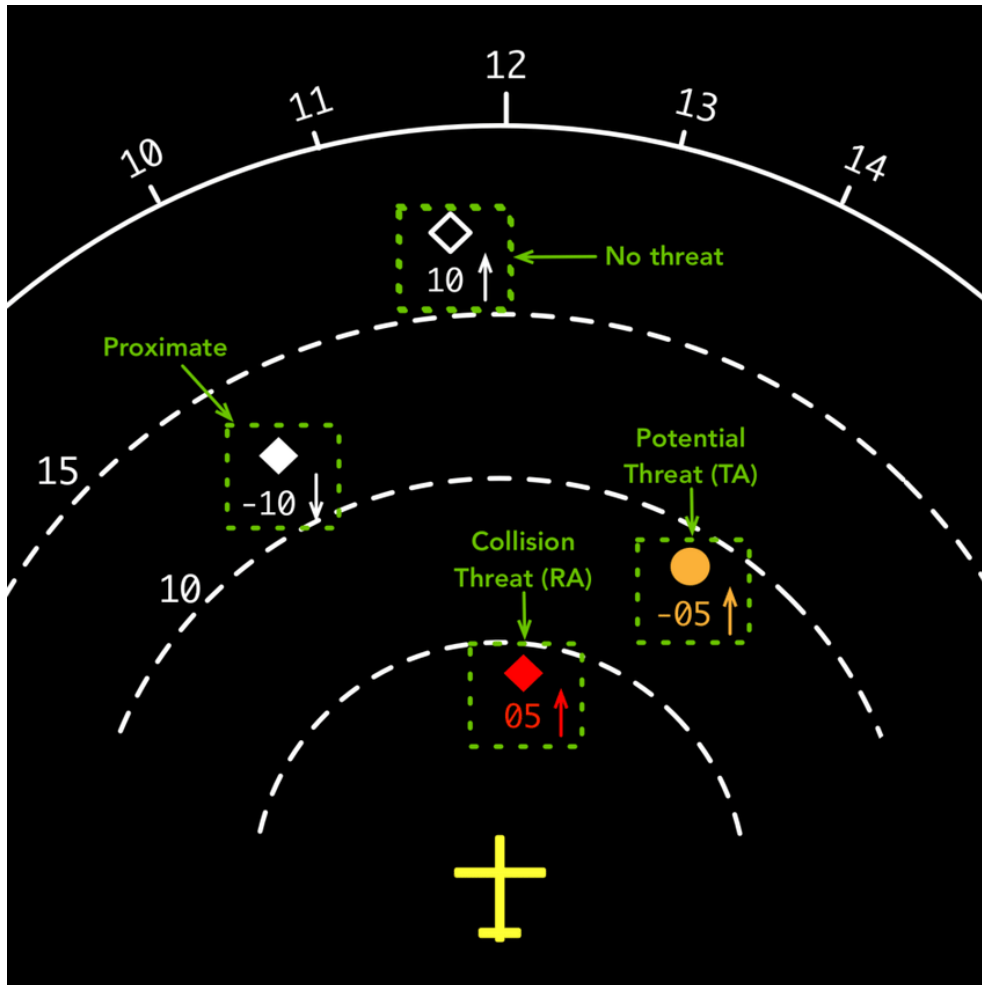 12
11
13
10
14
10
No threat
Proximate
15
-10
Potential
Threat (TA)
10
Collision
Threat (RA)
-05
05